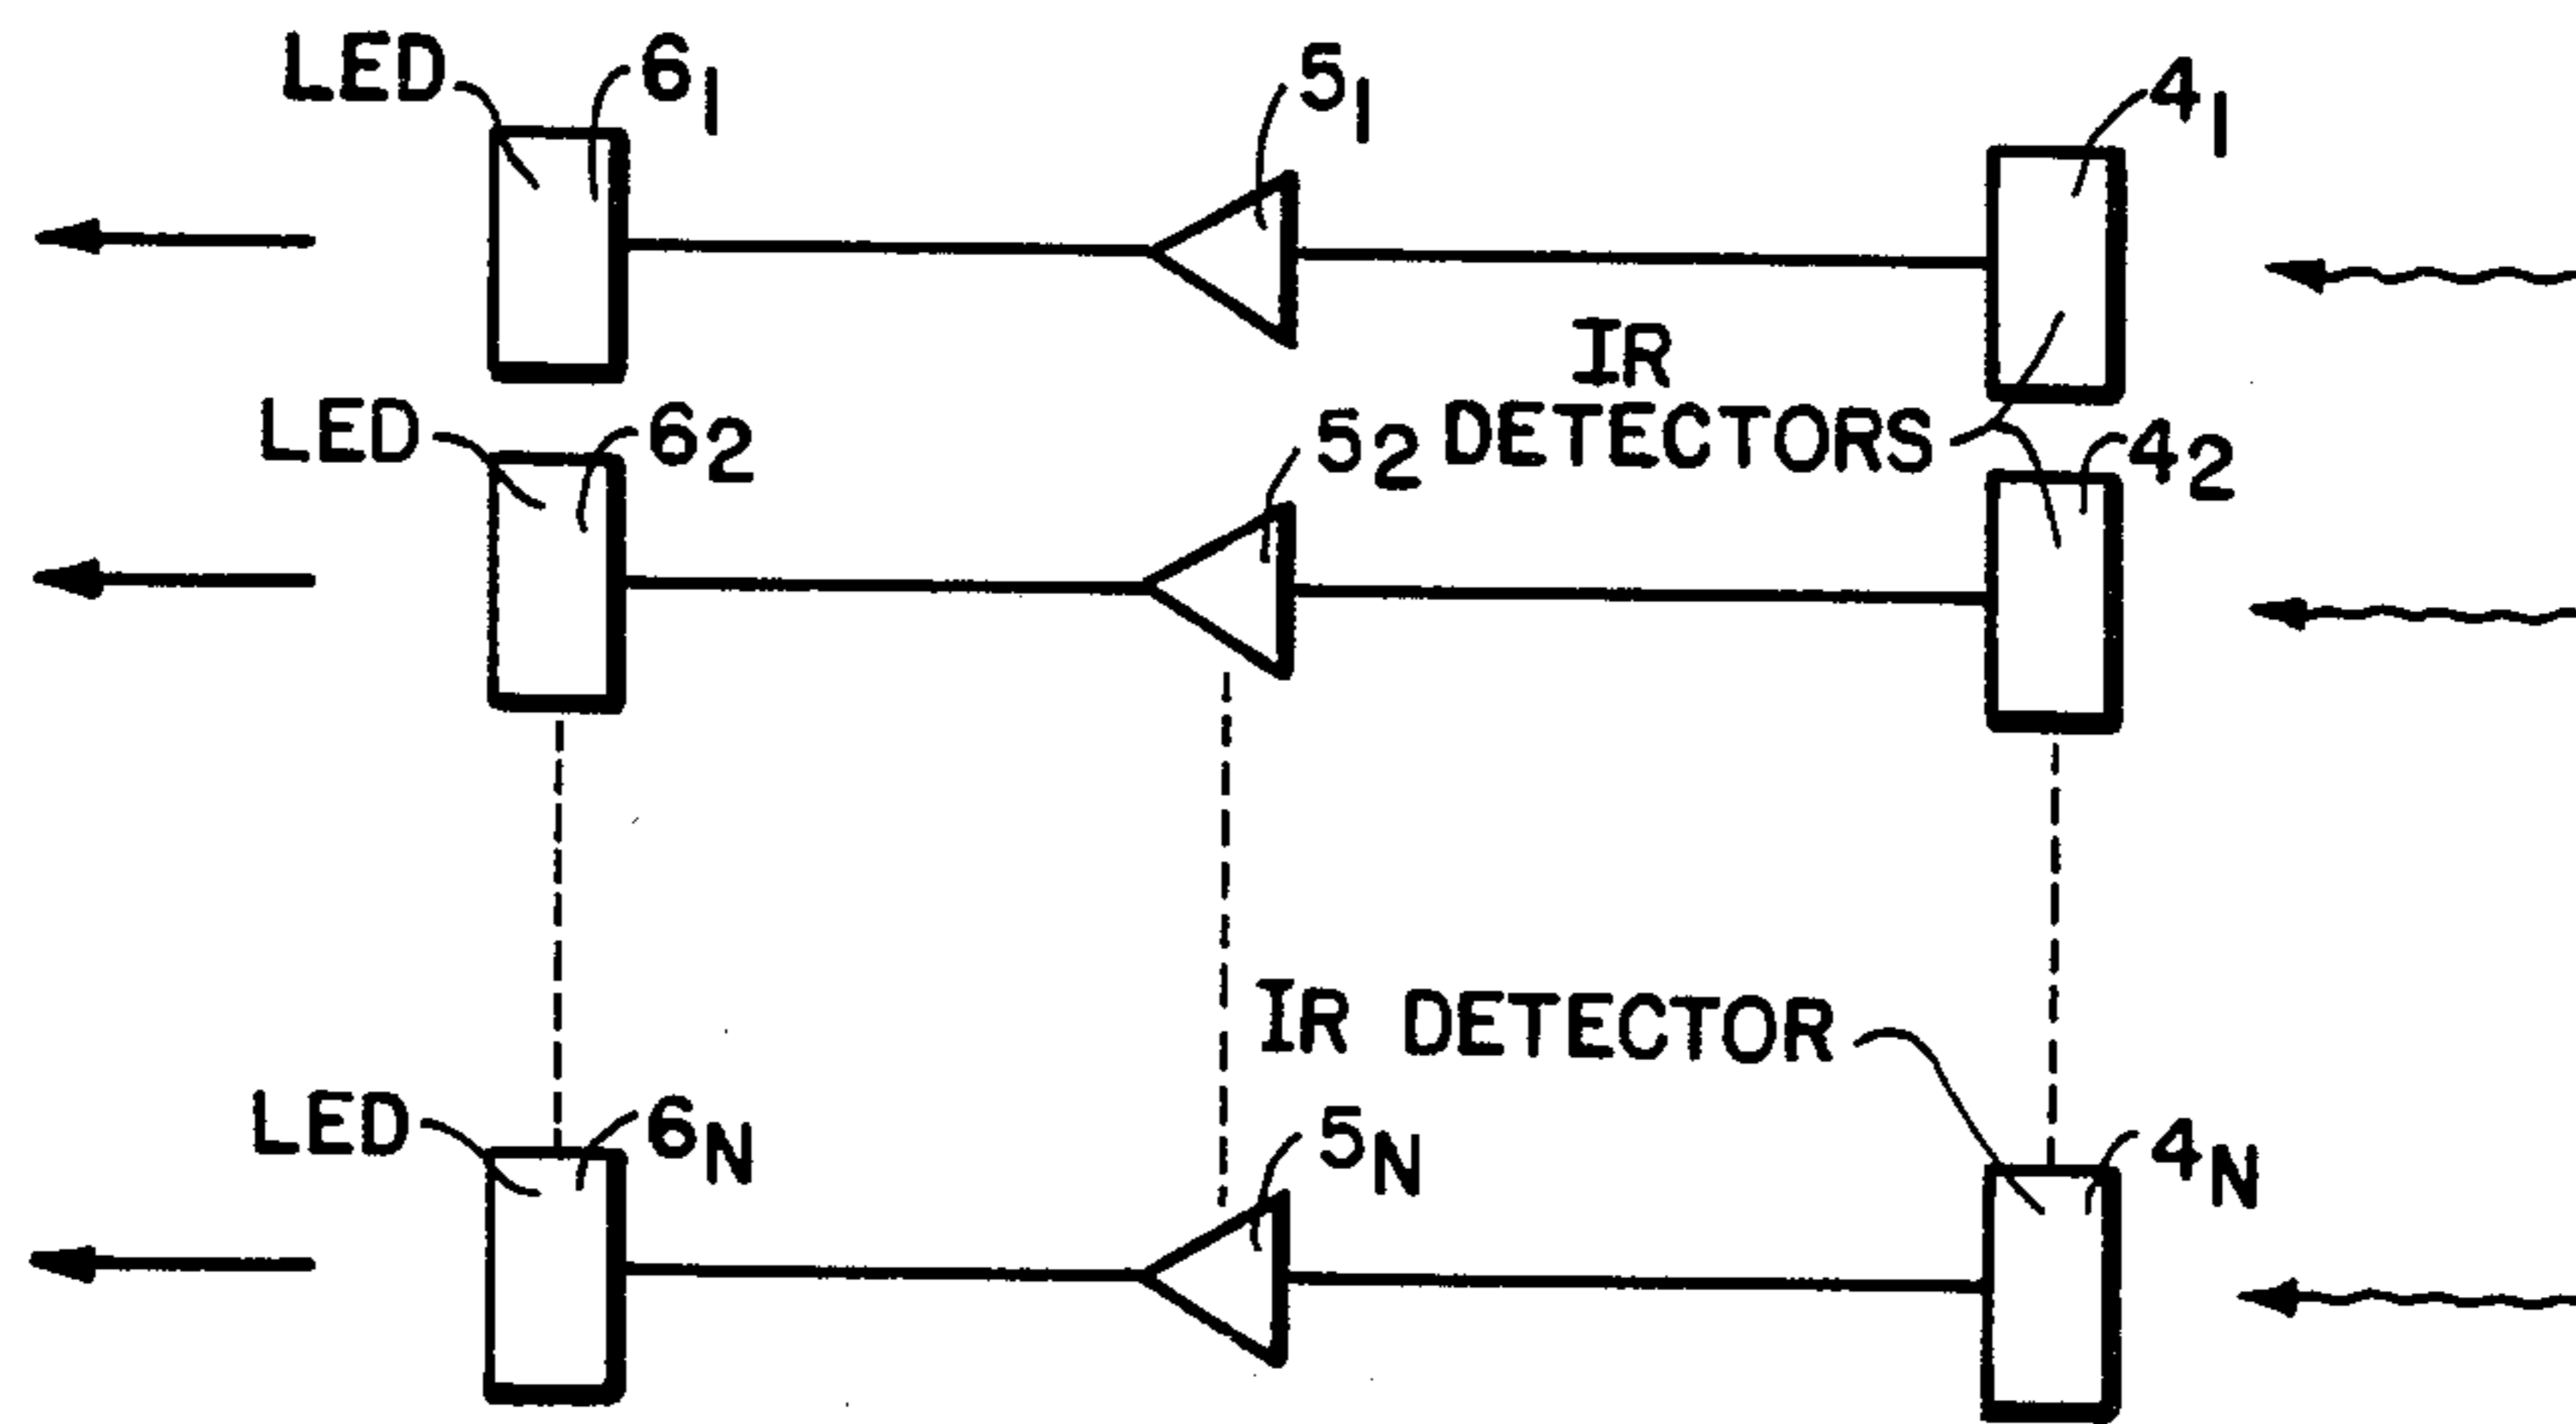 LED 6₁ 5₁ 4₁
IR
DETECTORS
LED 6₂ 5₂ 4₂
IR DETECTOR
LED 6N 5N 4N